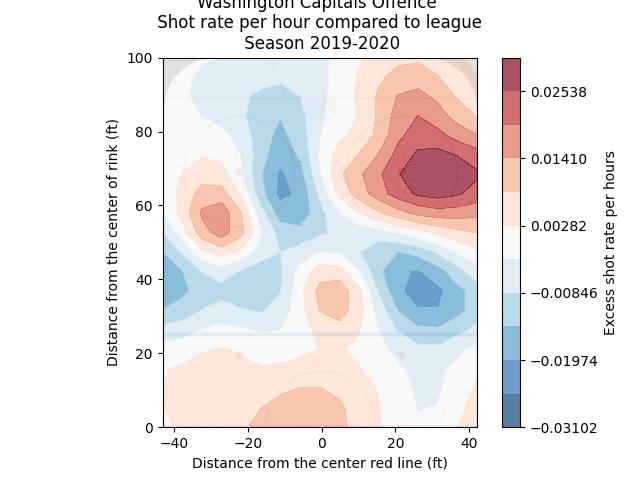 Washington Capitals Offence
Shot rate per hour compared to league
Season 2019-2020
100
80
60
40
20
0
−40
−20
0
20
40
Distance from the center of rink (ft)
Distance from the center red line (ft)
0.02538
0.01410
0.00282
−0.00846
−0.01974
−0.03102
Excess shot rate per hours